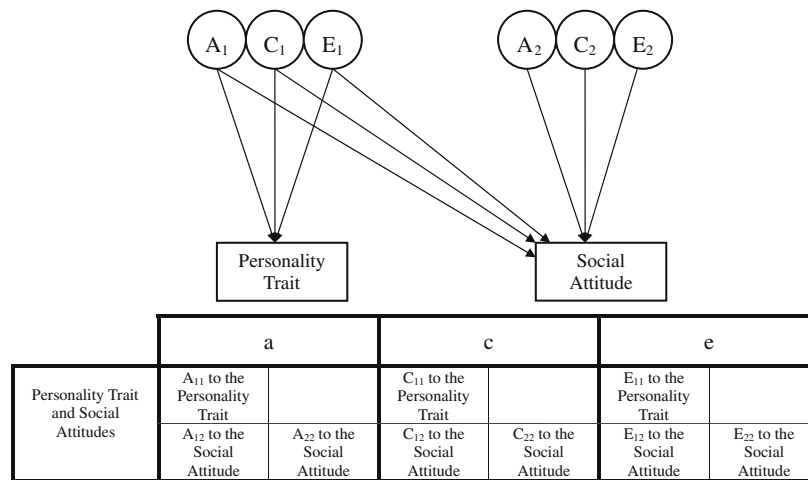 A₁ C₁ E₁ A₂ C₂ E₂
Personality Social
Trait Attitude
a c e
Personality Trait
and Social
Attitudes
A₁₁ to the
Personality
Trait
C₁₁ to the
Personality
Trait
E₁₁ to the
Personality
Trait
A₁₂ to the
Social
Attitude
A₂₂ to the
Social
Attitude
C₁₂ to the
Social
Attitude
C₂₂ to the
Social
Attitude
E₁₂ to the
Social
Attitude
E₂₂ to the
Social
Attitude